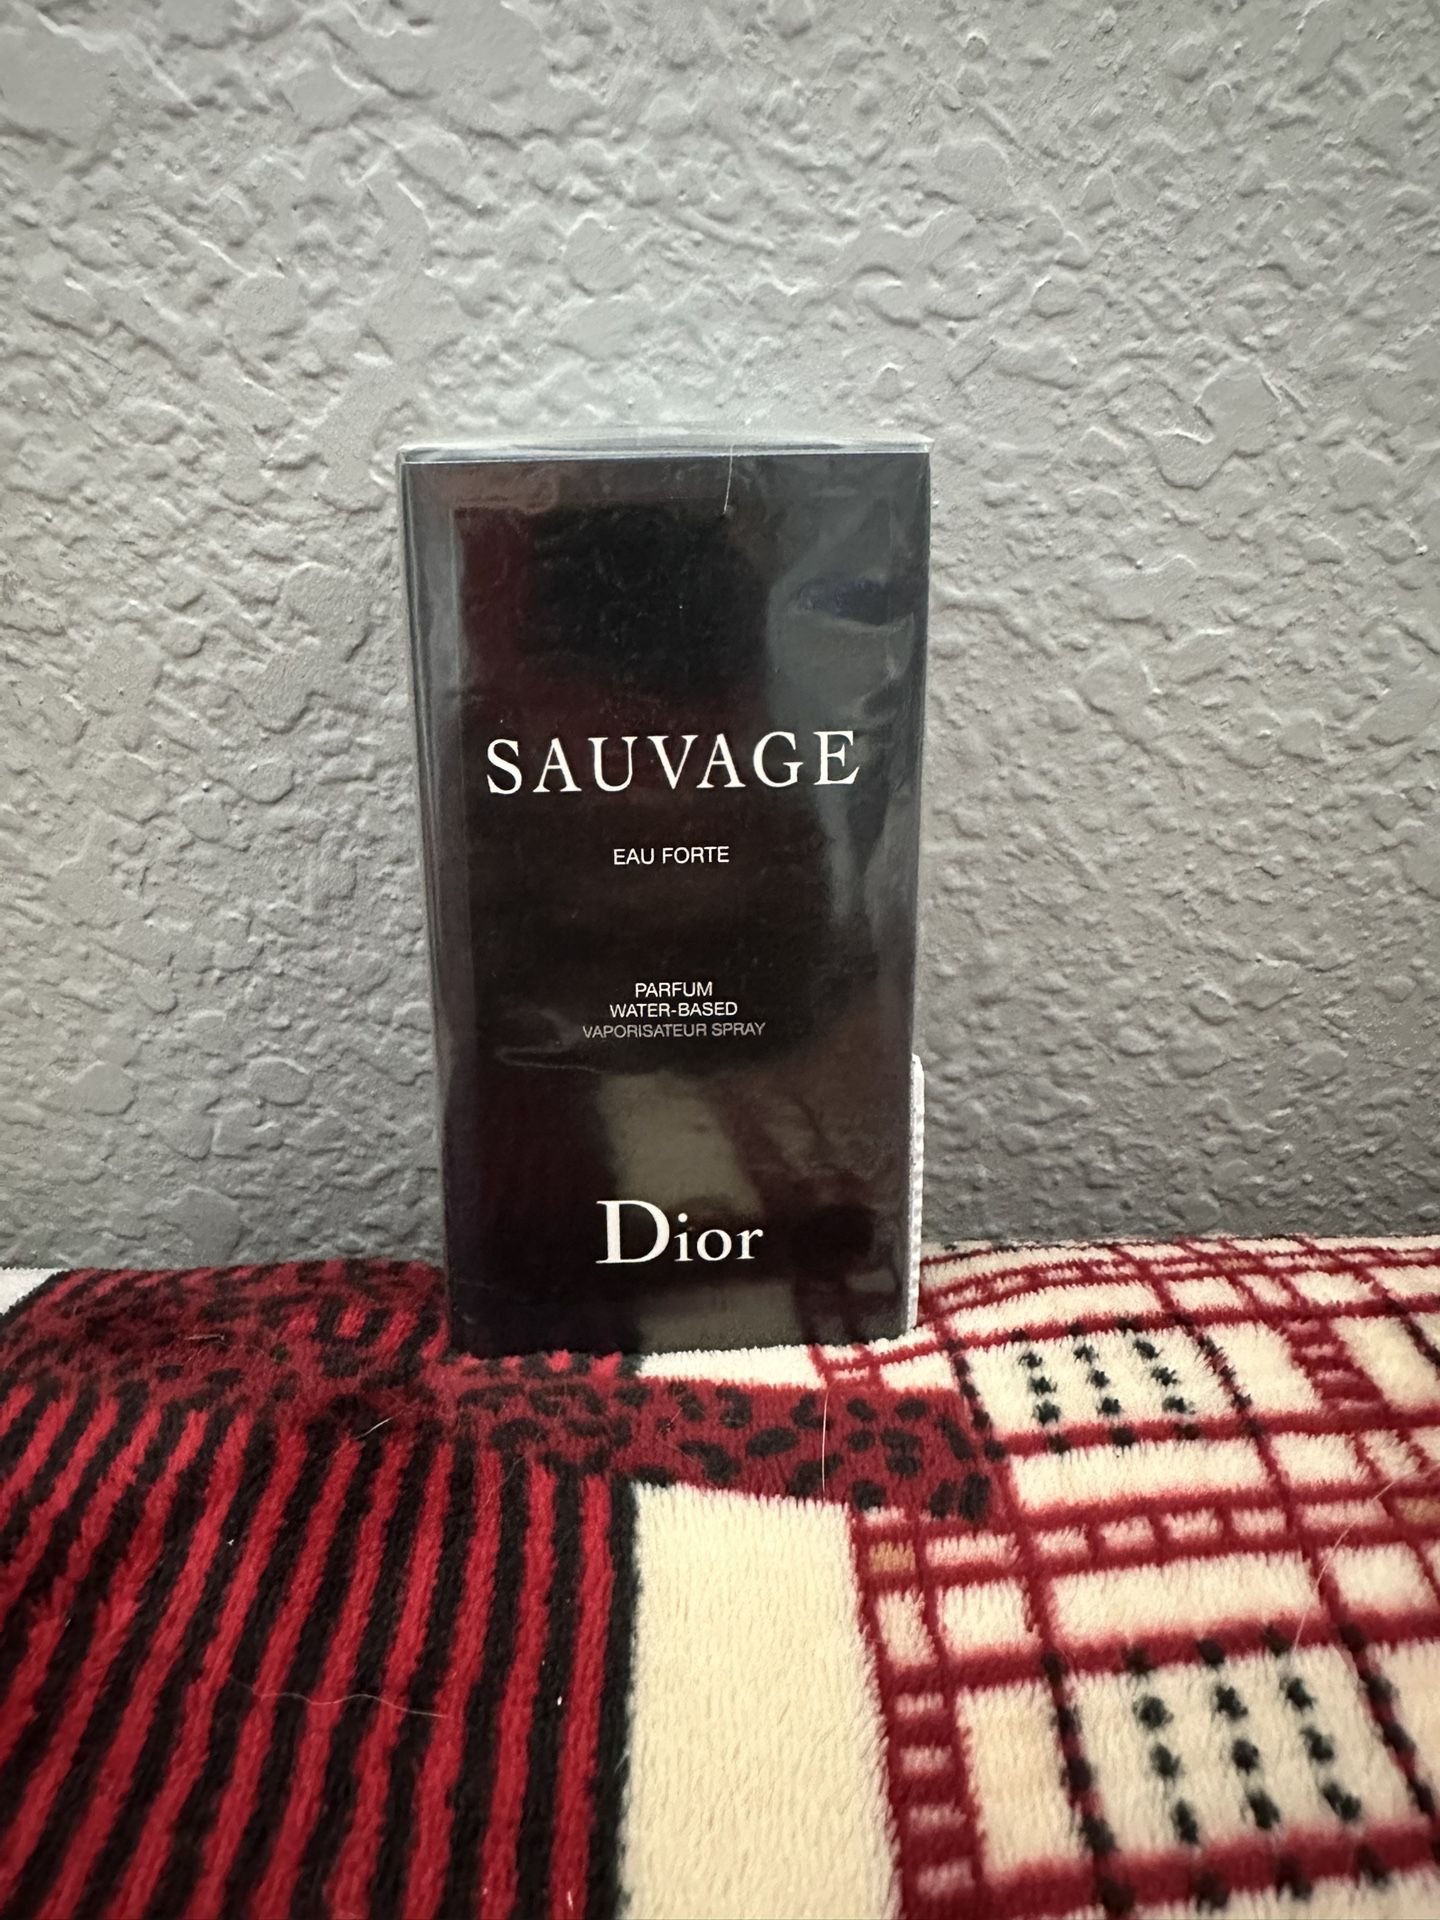 SAUVAGE
EAU FORTE
PARFUM
WATER-BASED
VAPORISATEUR SPRAY
Dior